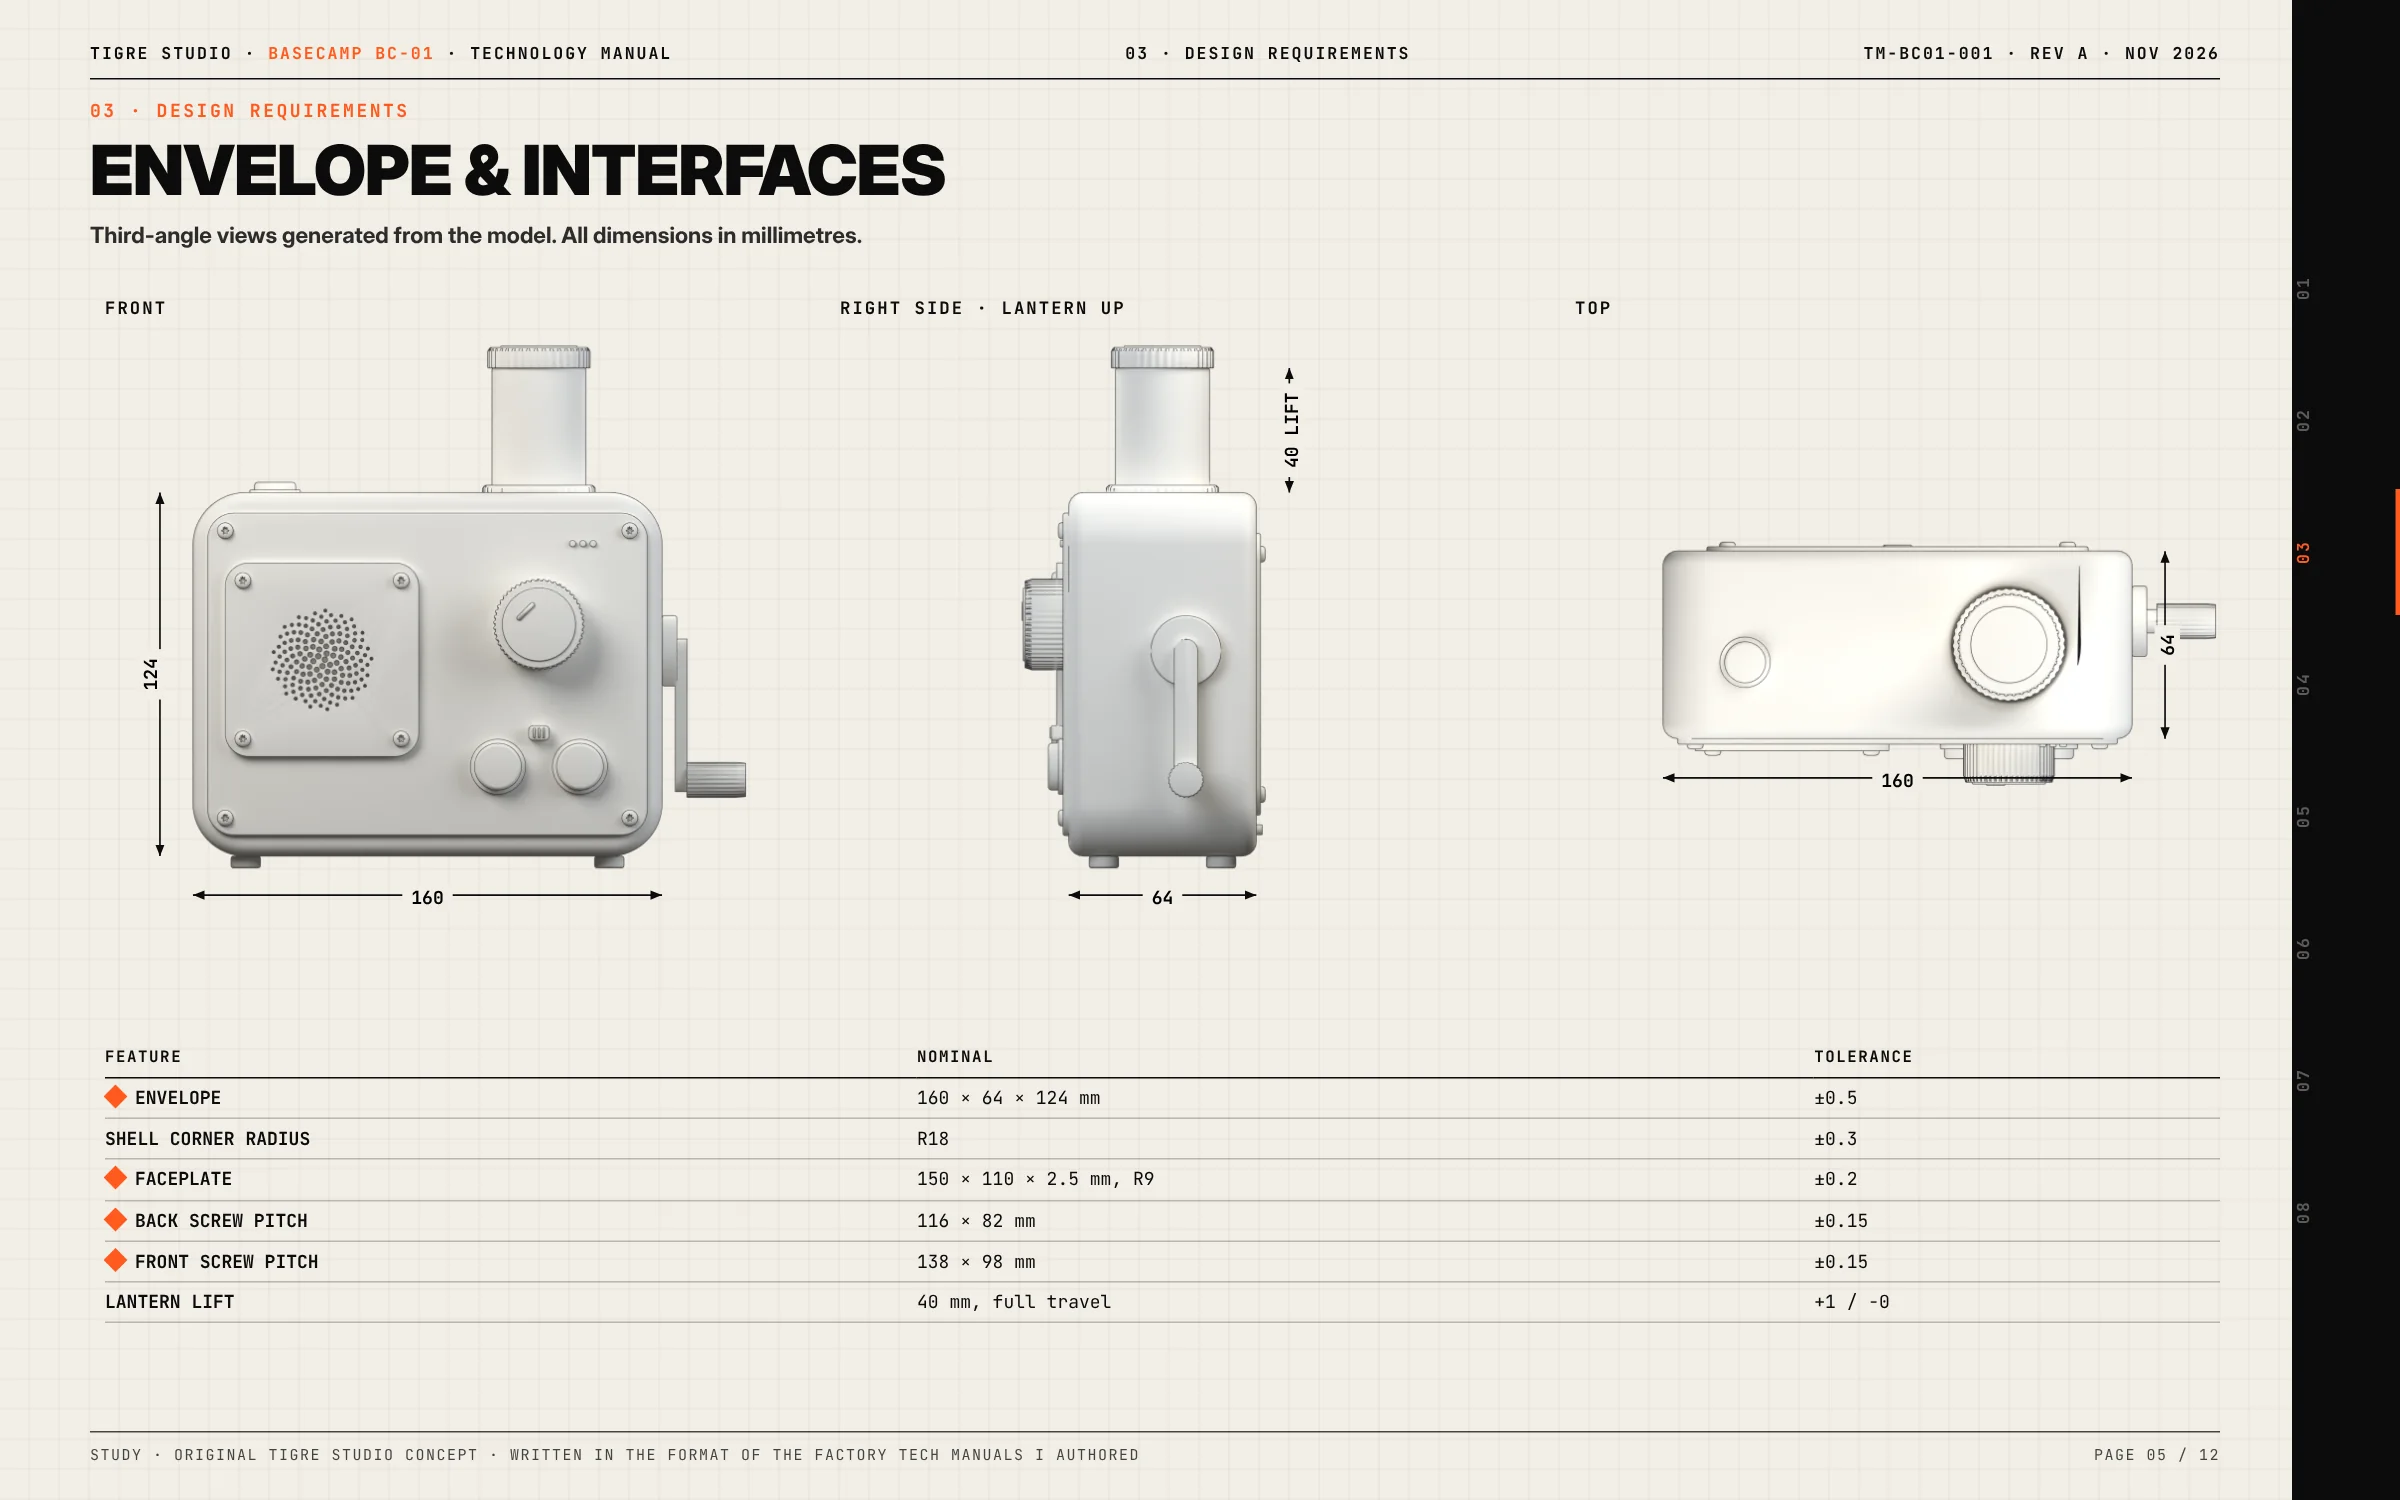 TIGRE STUDIO · BASECAMP BC-01 · TECHNOLOGY MANUAL
03 · DESIGN REQUIREMENTS
TM-BC01-001 · REV A · NOV 2026
03 · DESIGN REQUIREMENTS
ENVELOPE & INTERFACES
Third-angle views generated from the model. All dimensions in millimetres.
FRONT
RIGHT SIDE · LANTERN UP
TOP
124
160
40 LIFT
64
64
160
FEATURE NOMINAL TOLERANCE
ENVELOPE 160 × 64 × 124 mm ±0.5
SHELL CORNER RADIUS R18 ±0.3
FACEPLATE 150 × 110 × 2.5 mm, R9 ±0.2
BACK SCREW PITCH 116 × 82 mm ±0.15
FRONT SCREW PITCH 138 × 98 mm ±0.15
LANTERN LIFT 40 mm, full travel +1 / -0
STUDY · ORIGINAL TIGRE STUDIO CONCEPT · WRITTEN IN THE FORMAT OF THE FACTORY TECH MANUALS I AUTHORED
PAGE 05 / 12
01
02
03
04
05
06
07
08